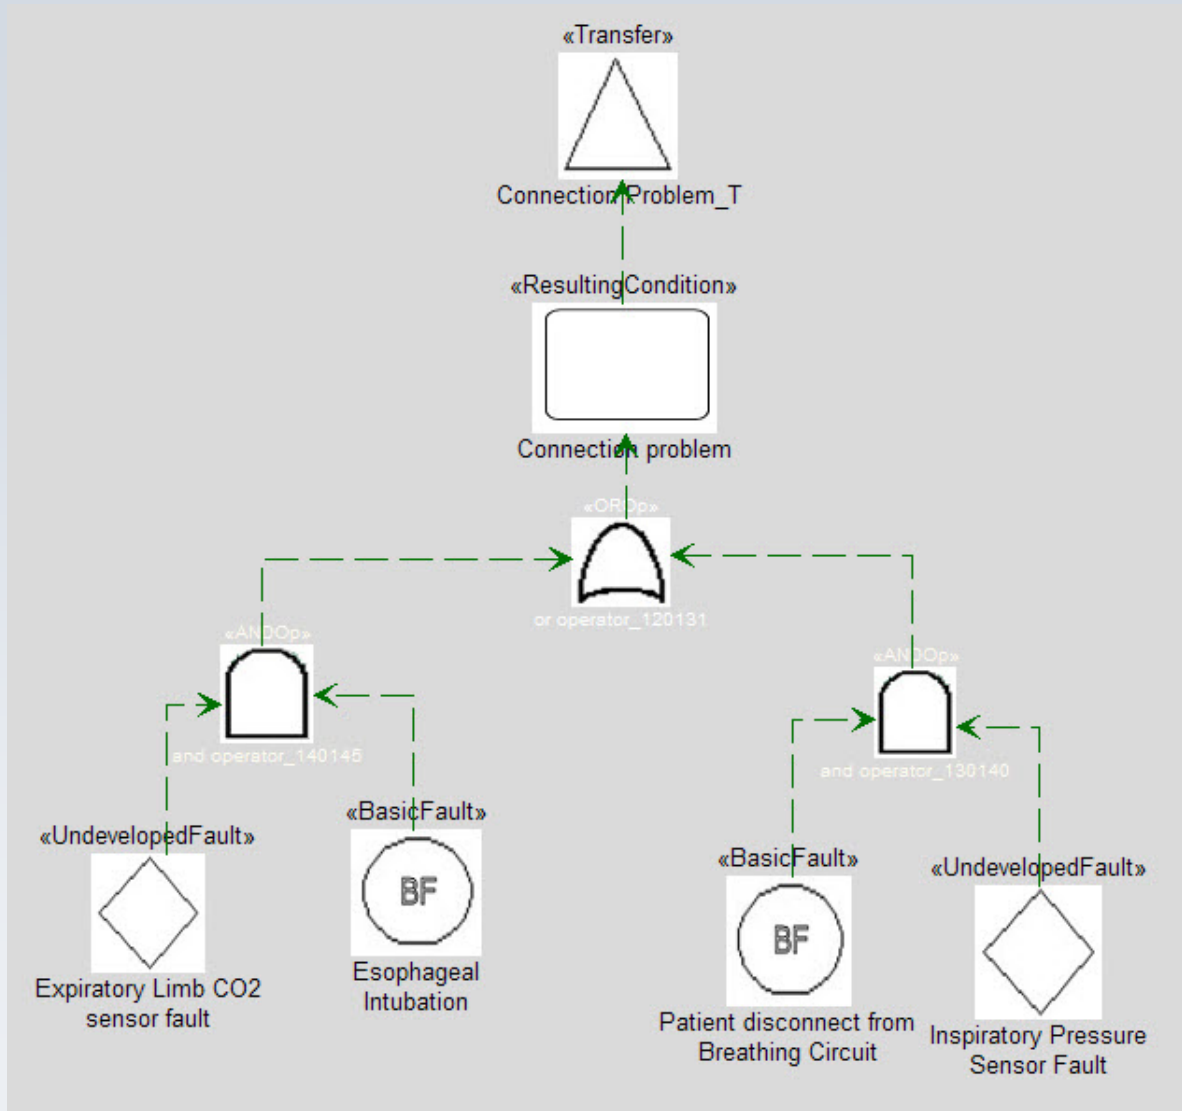 «Transfer»
Connection Problem_T
«ResultingCondition»
Connection problem
«OROp»
or operator_120131
«ANDOp»
and operator_140145
«ANDOp»
and operator_130140
«UndevelopedFault»
Expiratory Limb CO2
sensor fault
«BasicFault»
BF
Esophageal
Intubation
«BasicFault»
BF
Patient disconnect from
Breathing Circuit
«UndevelopedFault»
Inspiratory Pressure
Sensor Fault